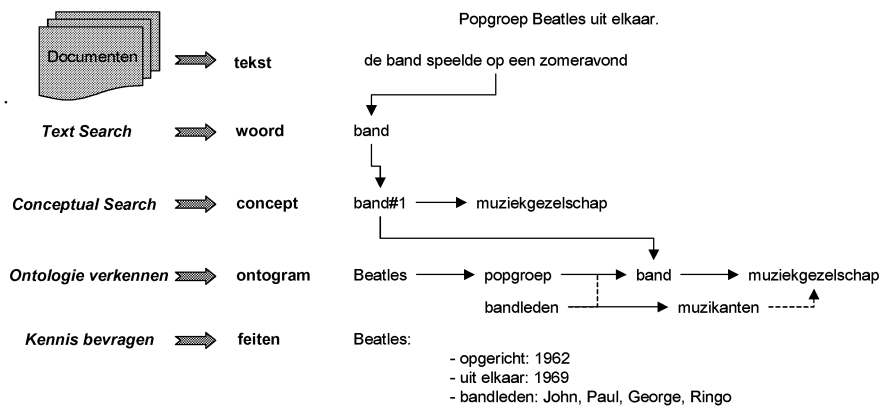 Popgroep Beatles uit elkaar.
Documenten tekst de band speelde op een zomeravond
.
Text Search woord band
Conceptual Search concept band#1 muziekgezelschap
Ontologie verkennen ontogram Beatles popgroep band muziekgezelschap
bandleden muzikanten
Kennis bevragen feiten Beatles:
- opgericht: 1962
- uit elkaar: 1969
- bandleden: John, Paul, George, Ringo